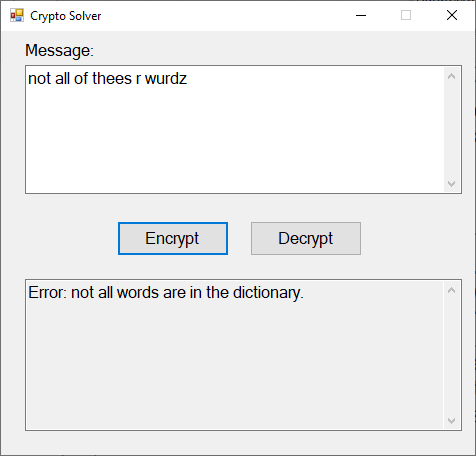 Crypto Solver
Message:
not all of thees r wurdz
Encrypt
Decrypt
Error: not all words are in the dictionary.